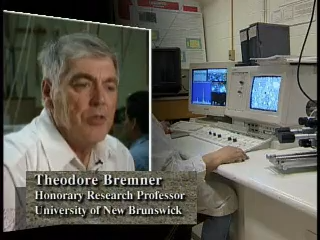 Theodore Bremner
Honorary Research Professor
University of New Brunswick